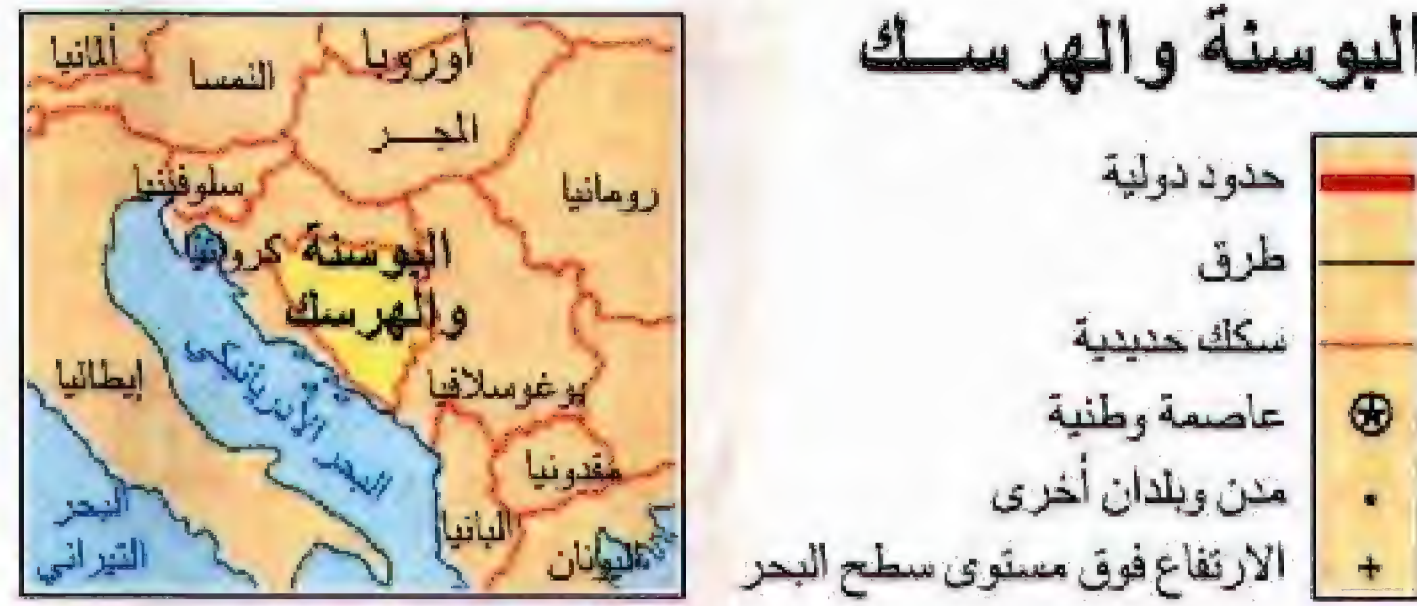 البوسنة والهرسك
حدود دولية
طرق
سكك حديدية
عاصمة وطنية
مدن وبلدان أخرى
الارتفاع فوق مستوى سطح البحر
أوروبا
ألمانيا
النمسا
المجر
رومانيا
سلوفينيا
كرواتيا
البوسنة
والهرسك
إيطاليا
البحر الأدرياتيكي
يوغوسلافيا
مقدونيا
ألبانيا
اليونان
البحر
التيراني